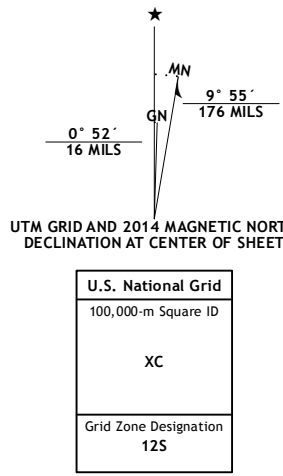 MN
GN
9° 55´
176 MILS
0° 52´
16 MILS
UTM GRID AND 2014 MAGNETIC NORT
DECLINATION AT CENTER OF SHEET
U.S. National Grid
100,000-m Square ID
XC
Grid Zone Designation
12S